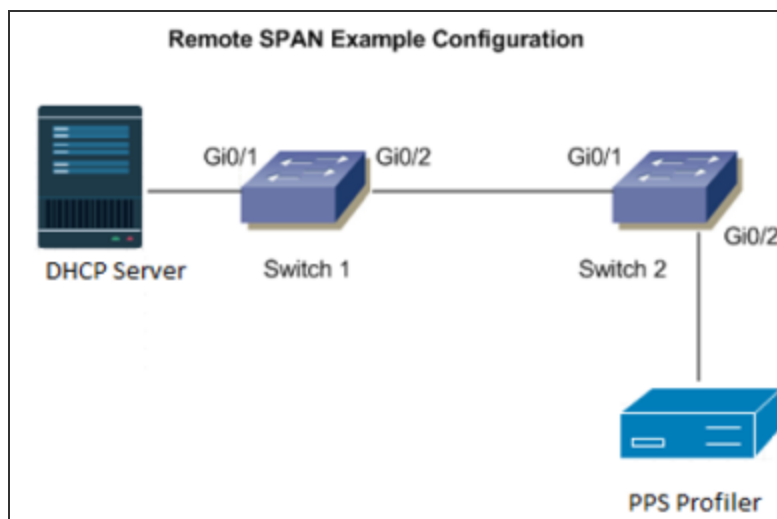 Remote SPAN Example Configuration
Gi0/1
Gi0/2
Gi0/1
Gi0/2
DHCP Server
Switch 1
Switch 2
PPS Profiler